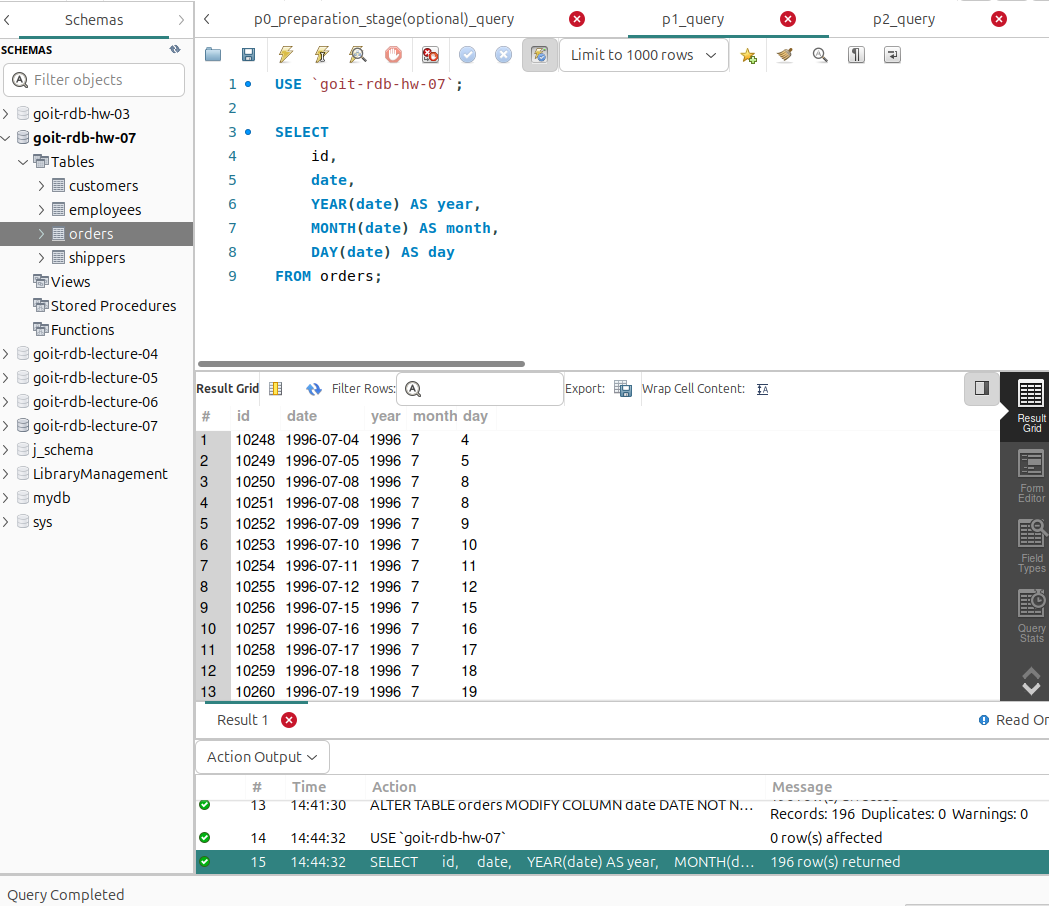 Schemas
SCHEMAS
Filter objects
goit-rdb-hw-03
goit-rdb-hw-07
Tables
customers
employees
orders
shippers
Views
Stored Procedures
Functions
goit-rdb-lecture-04
goit-rdb-lecture-05
goit-rdb-lecture-06
goit-rdb-lecture-07
j_schema
LibraryManagement
mydb
sys
p0_preparation_stage(optional)_query p1_query p2_query
Limit to 1000 rows
1 USE `goit-rdb-hw-07`;
2
3 SELECT
4 id,
5 date,
6 YEAR(date) AS year,
7 MONTH(date) AS month,
8 DAY(date) AS day
9 FROM orders;
Result Grid Filter Rows: Export: Wrap Cell Content:
# id date year month day
1 10248 1996-07-04 1996 7 4
2 10249 1996-07-05 1996 7 5
3 10250 1996-07-08 1996 7 8
4 10251 1996-07-08 1996 7 8
5 10252 1996-07-09 1996 7 9
6 10253 1996-07-10 1996 7 10
7 10254 1996-07-11 1996 7 11
8 10255 1996-07-12 1996 7 12
9 10256 1996-07-15 1996 7 15
10 10257 1996-07-16 1996 7 16
11 10258 1996-07-17 1996 7 17
12 10259 1996-07-18 1996 7 18
13 10260 1996-07-19 1996 7 19
Result
Grid
Form
Editor
Field
Types
Query
Stats
Result 1 Read Or
Action Output
# Time Action Message
13 14:41:30 ALTER TABLE orders MODIFY COLUMN date DATE NOT N...
Records: 196 Duplicates: 0 Warnings: 0
14 14:44:32 USE `goit-rdb-hw-07` 0 row(s) affected
15 14:44:32 SELECT id, date, YEAR(date) AS year, MONTH(d... 196 row(s) returned
Query Completed